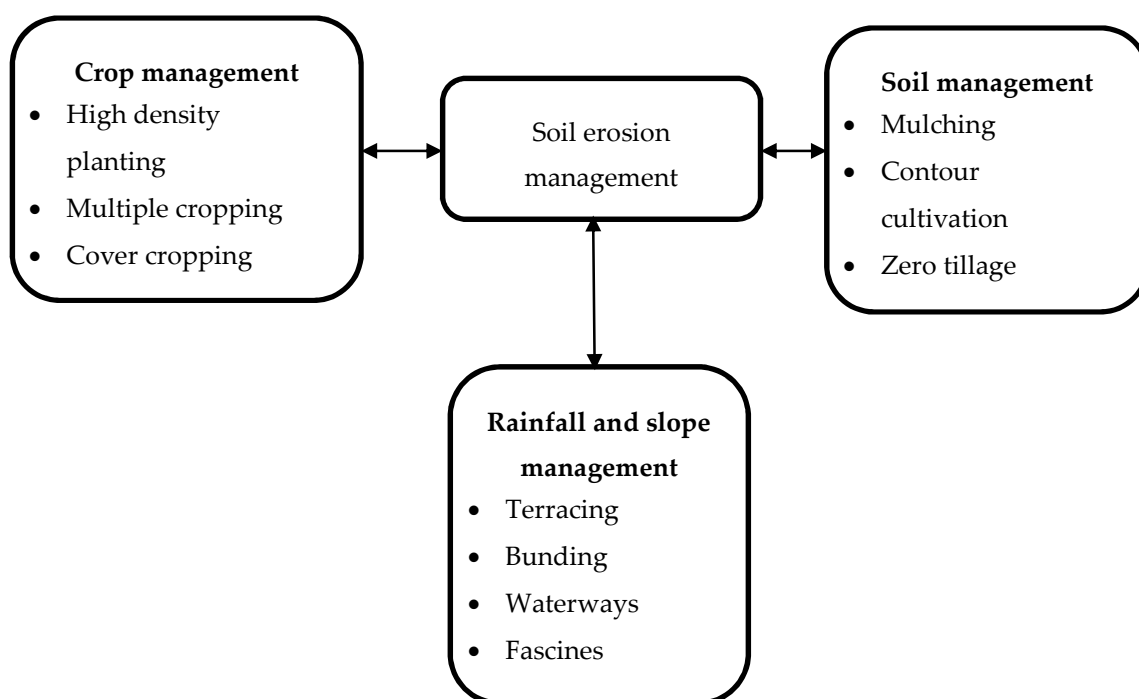 Crop management
• High density
planting
• Multiple cropping
• Cover cropping
Soil erosion
management
Soil management
• Mulching
• Contour
cultivation
• Zero tillage
Rainfall and slope
management
• Terracing
• Bunding
• Waterways
• Fascines